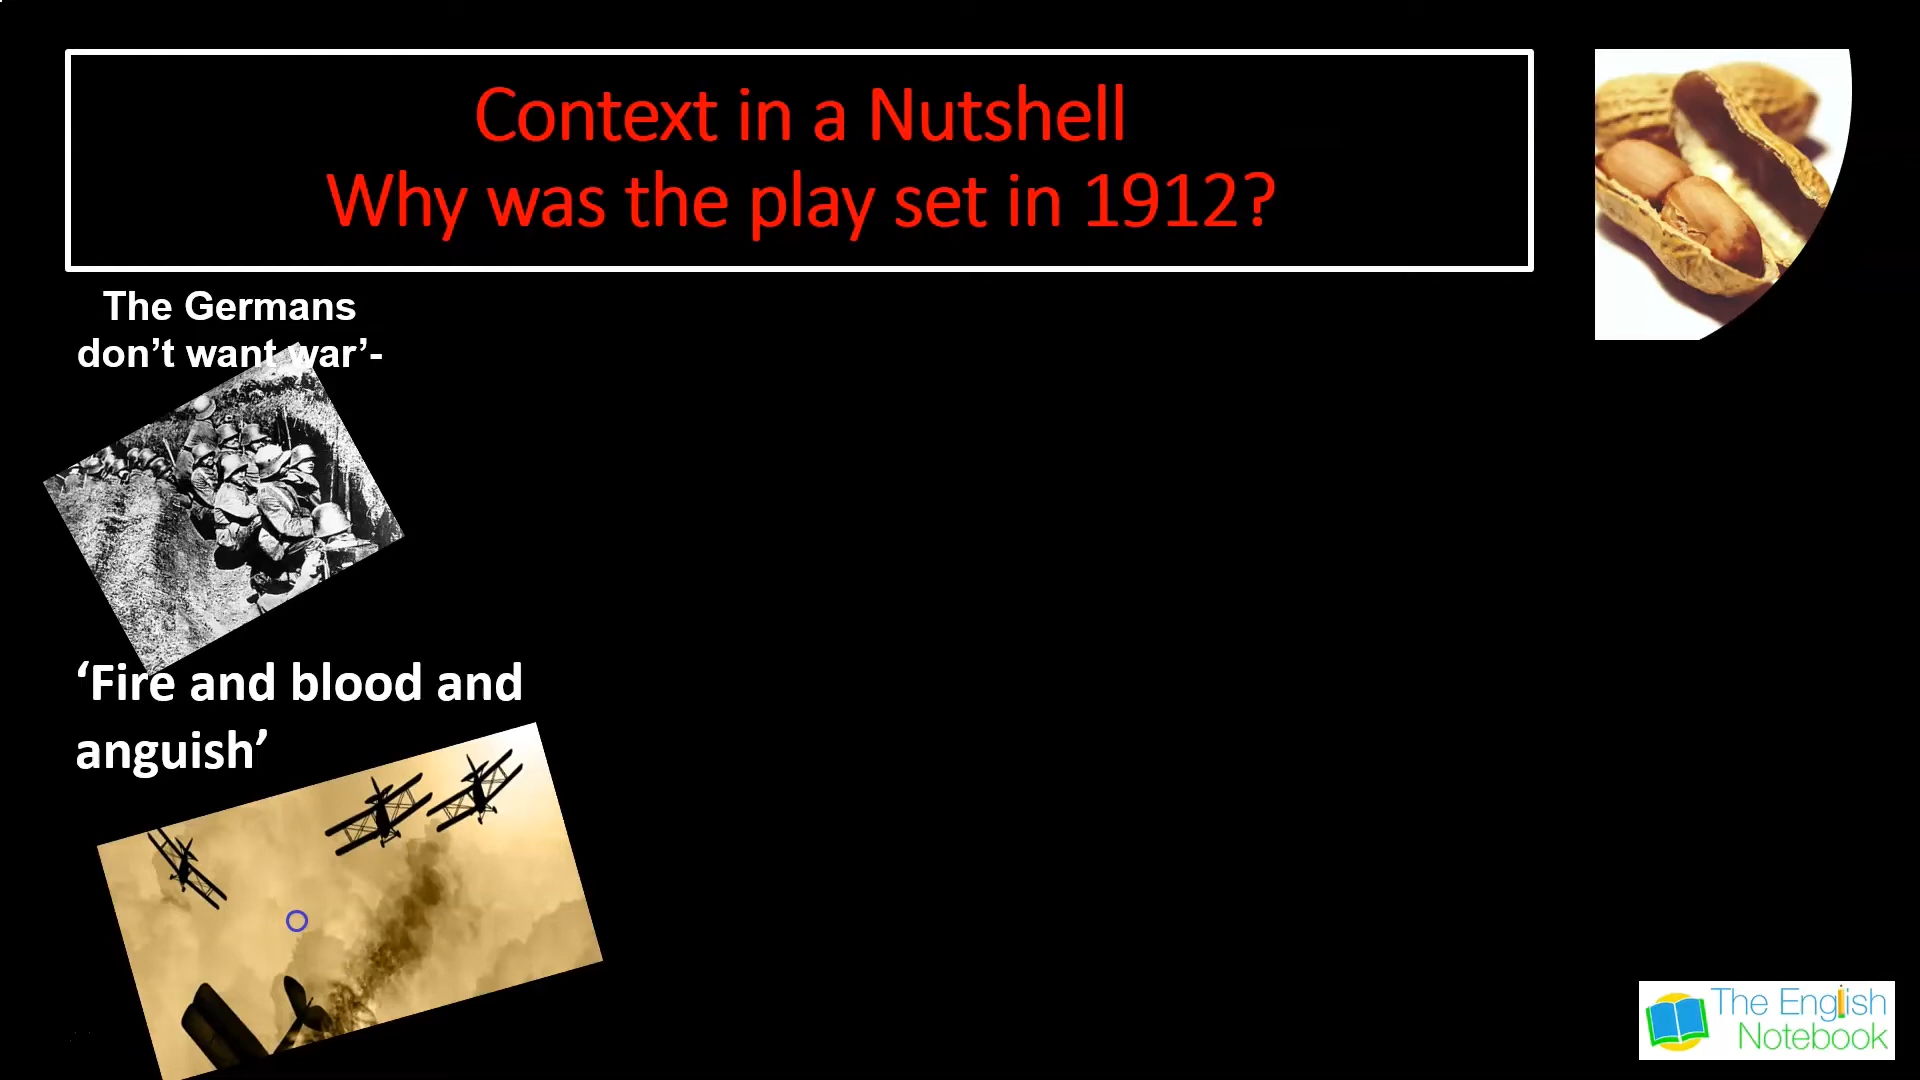 Context in a Nutshell
Why was the play set in 1912?
The Germans
don’t want war’-
‘Fire and blood and
anguish’
The English
Notebook